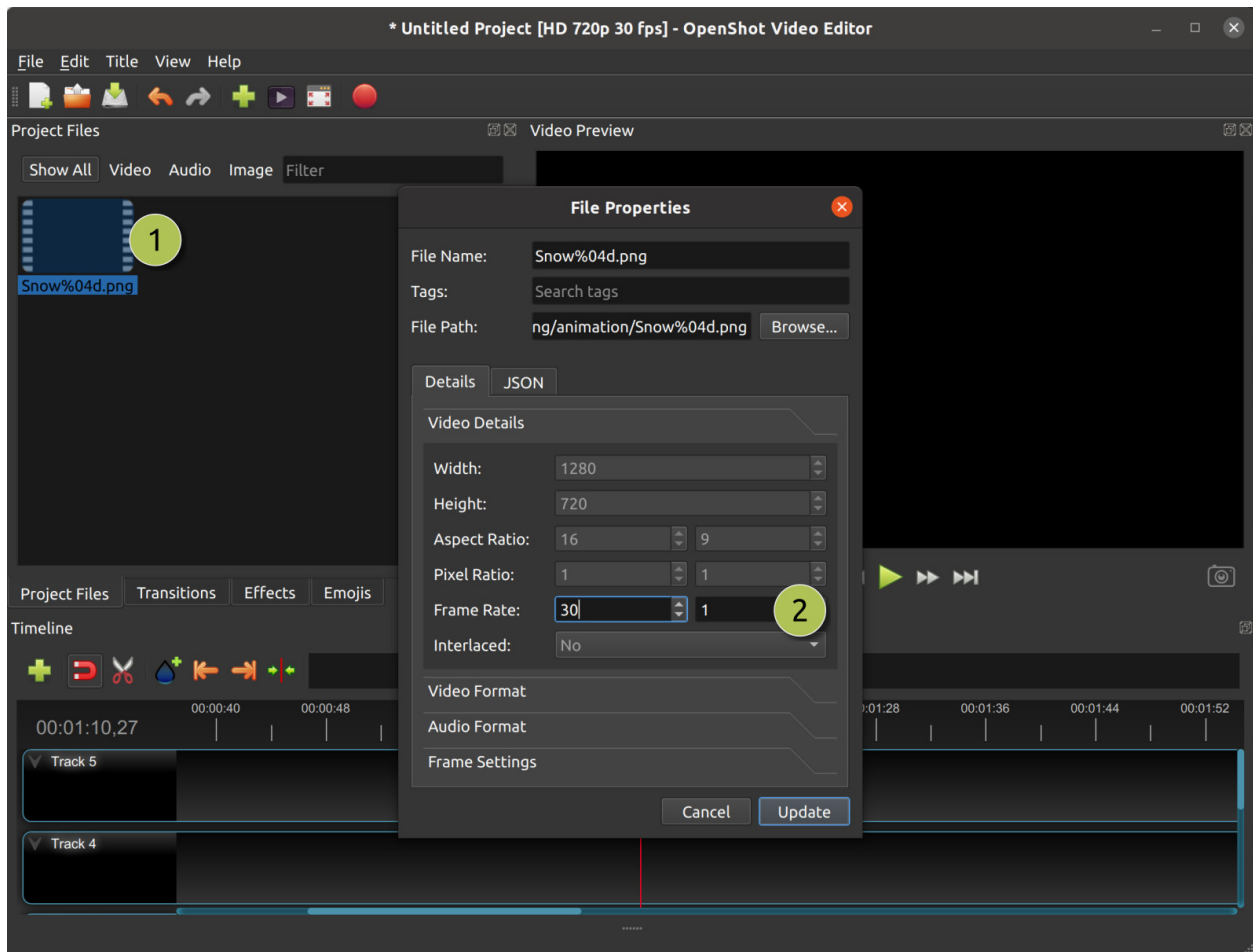 * Untitled Project [HD 720p 30 fps] - OpenShot Video Editor
File Edit Title View Help
Project Files
Video Preview
Show All Video Audio Image Filter
1
Snow%04d.png
File Properties
File Name: Snow%04d.png
Tags: Search tags
File Path: ng/animation/Snow%04d.png Browse...
Details JSON
Video Details
Width: 1280
Height: 720
Aspect Ratio: 16 9
Pixel Ratio: 1 1
Frame Rate: 30 1
2
Interlaced: No
Video Format
Audio Format
Frame Settings
Cancel Update
Project Files Transitions Effects Emojis
Timeline
00:01:10,27
00:00:40 00:00:48 :01:28 00:01:36 00:01:44 00:01:52
Track 5
Track 4